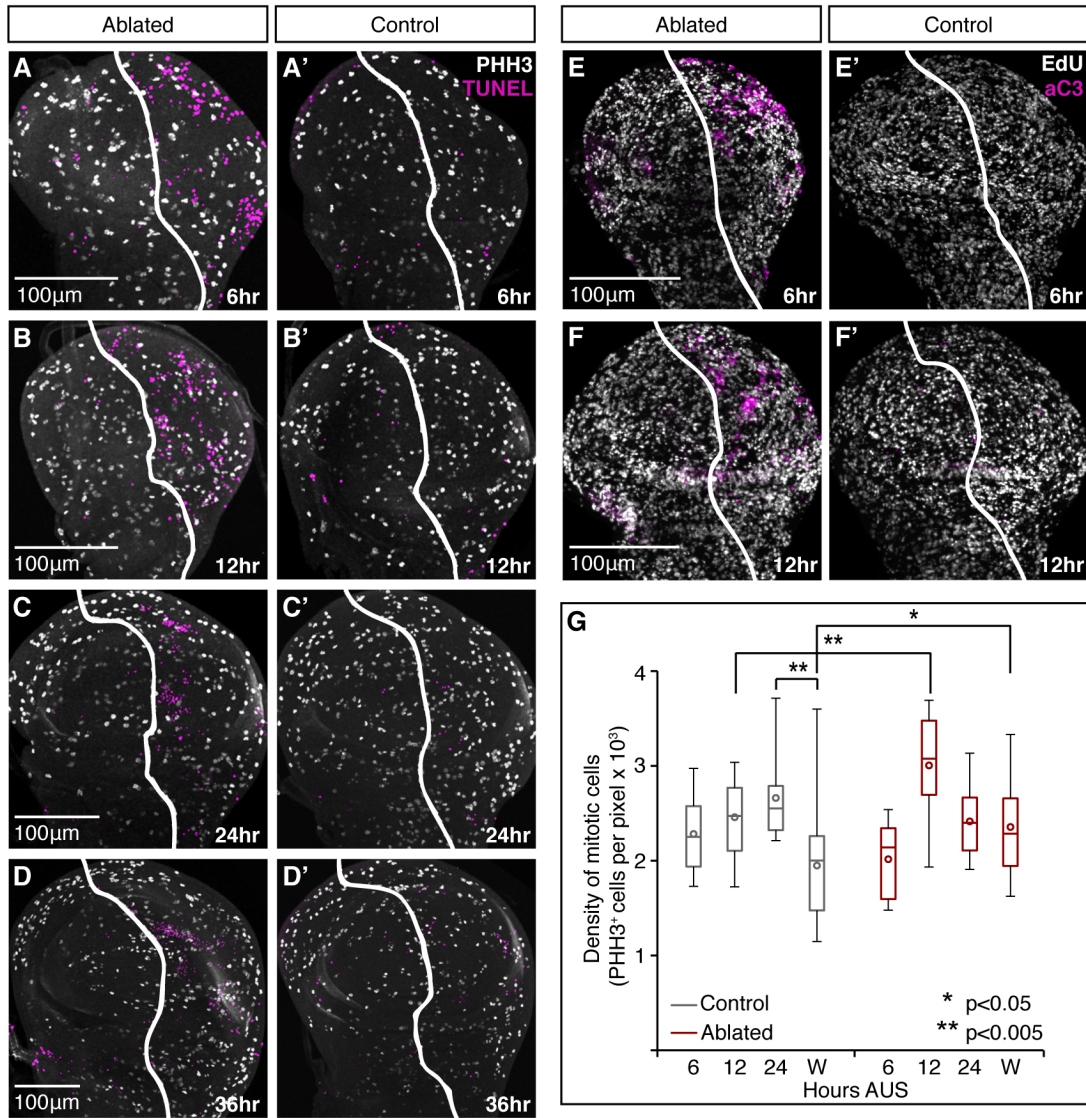 Ablated
Control
Ablated
Control
A
A'
PHH3
TUNEL
100µm
6hr
6hr
E
E'
EdU
aC3
100µm
6hr
6hr
B
B'
100µm
12hr
12hr
F
F'
100µm
12hr
12hr
C
C'
100µm
24hr
24hr
D
D'
100µm
36hr
36hr
G
*
**
**
4
3
2
1
Density of mitotic cells
(PHH3⁺ cells per pixel x 10³)
Control
Ablated
* p<0.05
** p<0.005
6 12 24 W 6 12 24 W
Hours AUS